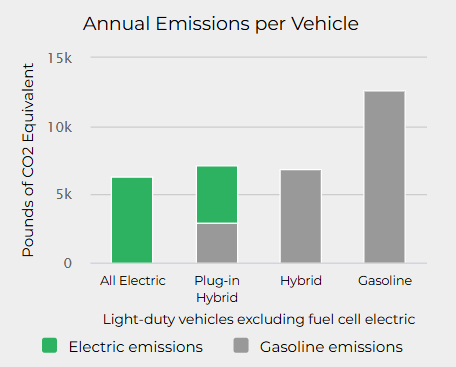 Annual Emissions per Vehicle
Pounds of CO2 Equivalent
15k
10k
5k
0
All Electric
Plug-in
Hybrid
Hybrid
Gasoline
Light-duty vehicles excluding fuel cell electric
Electric emissions
Gasoline emissions